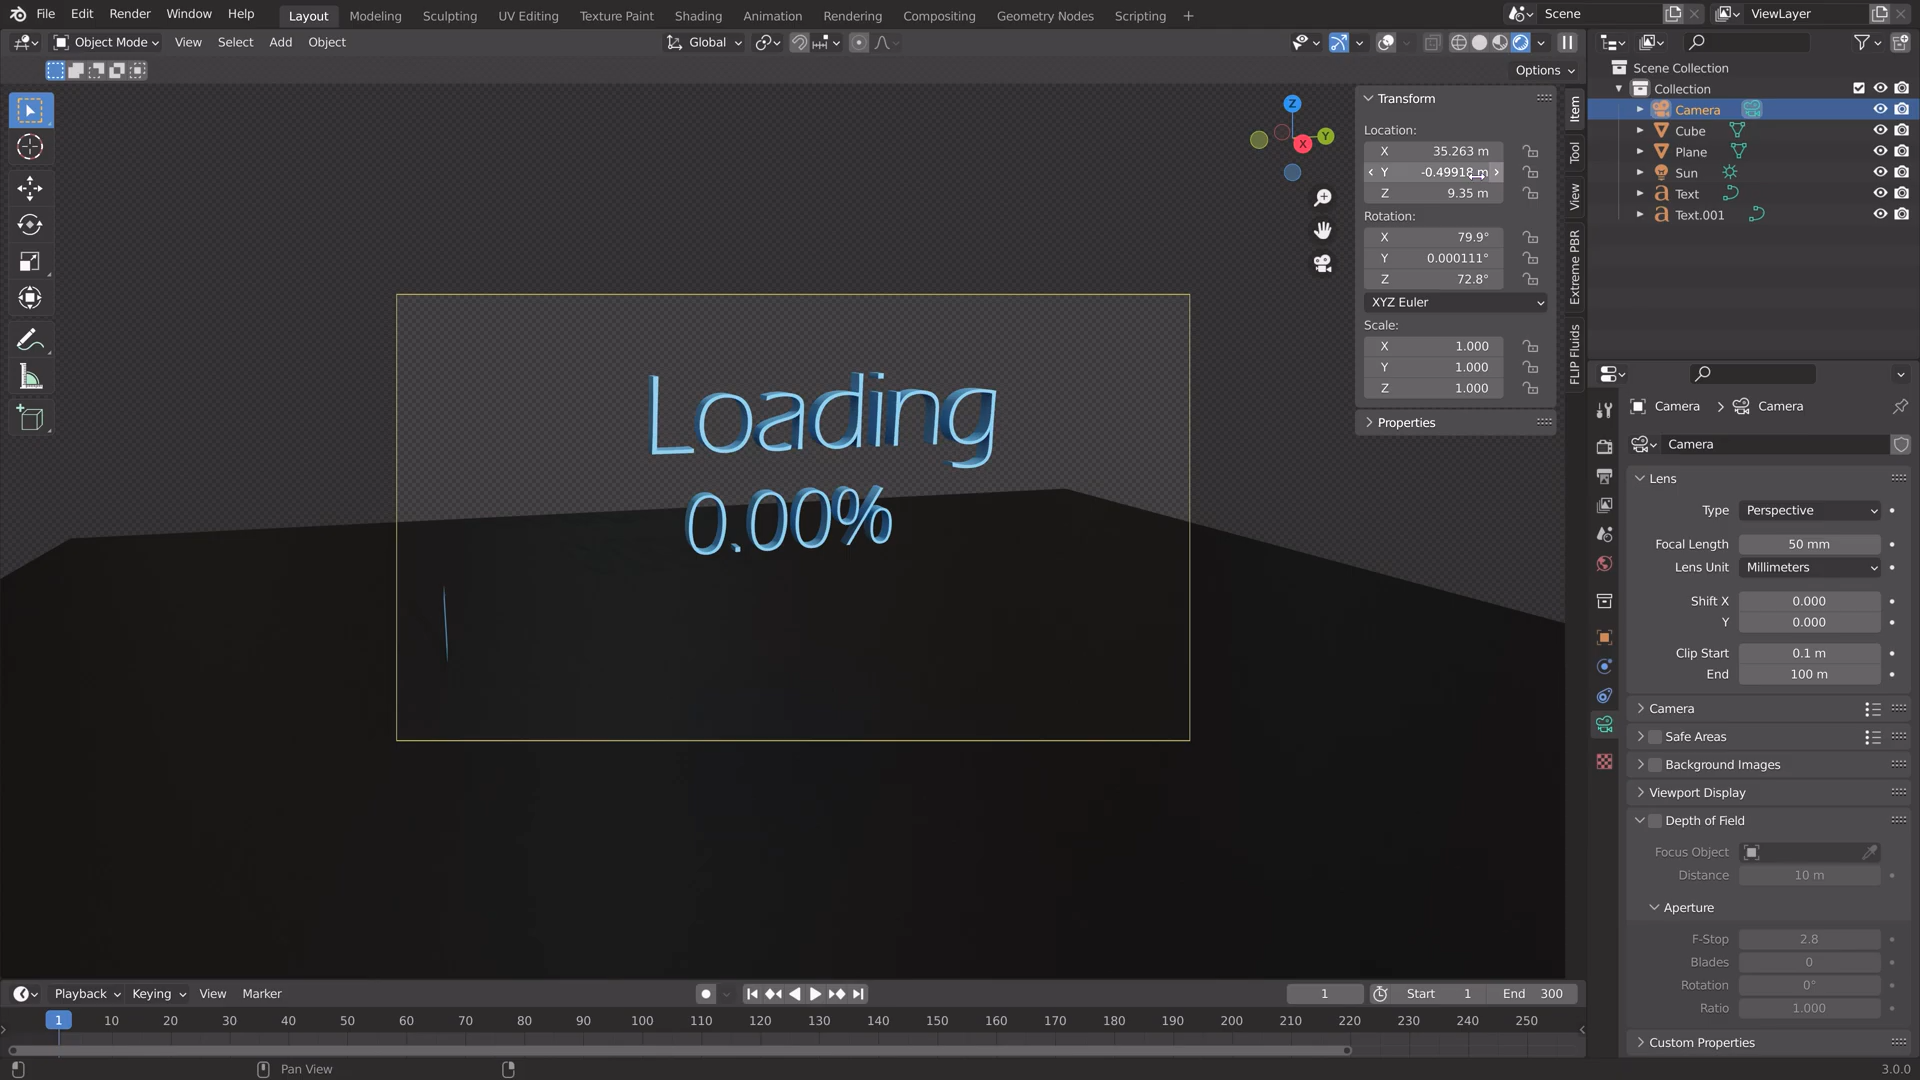 File Edit Render Window Help Layout Modeling Sculpting UV Editing Texture Paint Shading Animation Rendering Compositing Geometry Nodes Scripting + Scene ViewLayer
Object Mode View Select Add Object Global
Options
Transform
Location:
X 35.263 m
Y -0.49918 m
Z 9.35 m
Rotation:
X 79.9°
Y 0.000111°
Z 72.8°
XYZ Euler
Scale:
X 1.000
Y 1.000
Z 1.000
Properties
Item
Tool
View
Extreme PBR
FLIP Fluids
Z
Y
X
Loading
0.00%
Scene Collection
Collection
Camera
Cube
Plane
Sun
Text
Text.001
Camera > Camera
Camera
Lens
Type Perspective
Focal Length 50 mm
Lens Unit Millimeters
Shift X 0.000
Y 0.000
Clip Start 0.1 m
End 100 m
Camera
Safe Areas
Background Images
Viewport Display
Depth of Field
Focus Object
Distance 10 m
Aperture
F-Stop 2.8
Blades 0
Rotation 0°
Ratio 1.000
Custom Properties
Playback Keying View Marker 1 Start 1 End 300
1 10 20 30 40 50 60 70 80 90 100 110 120 130 140 150 160 170 180 190 200 210 220 230 240 250
Pan View 3.0.0